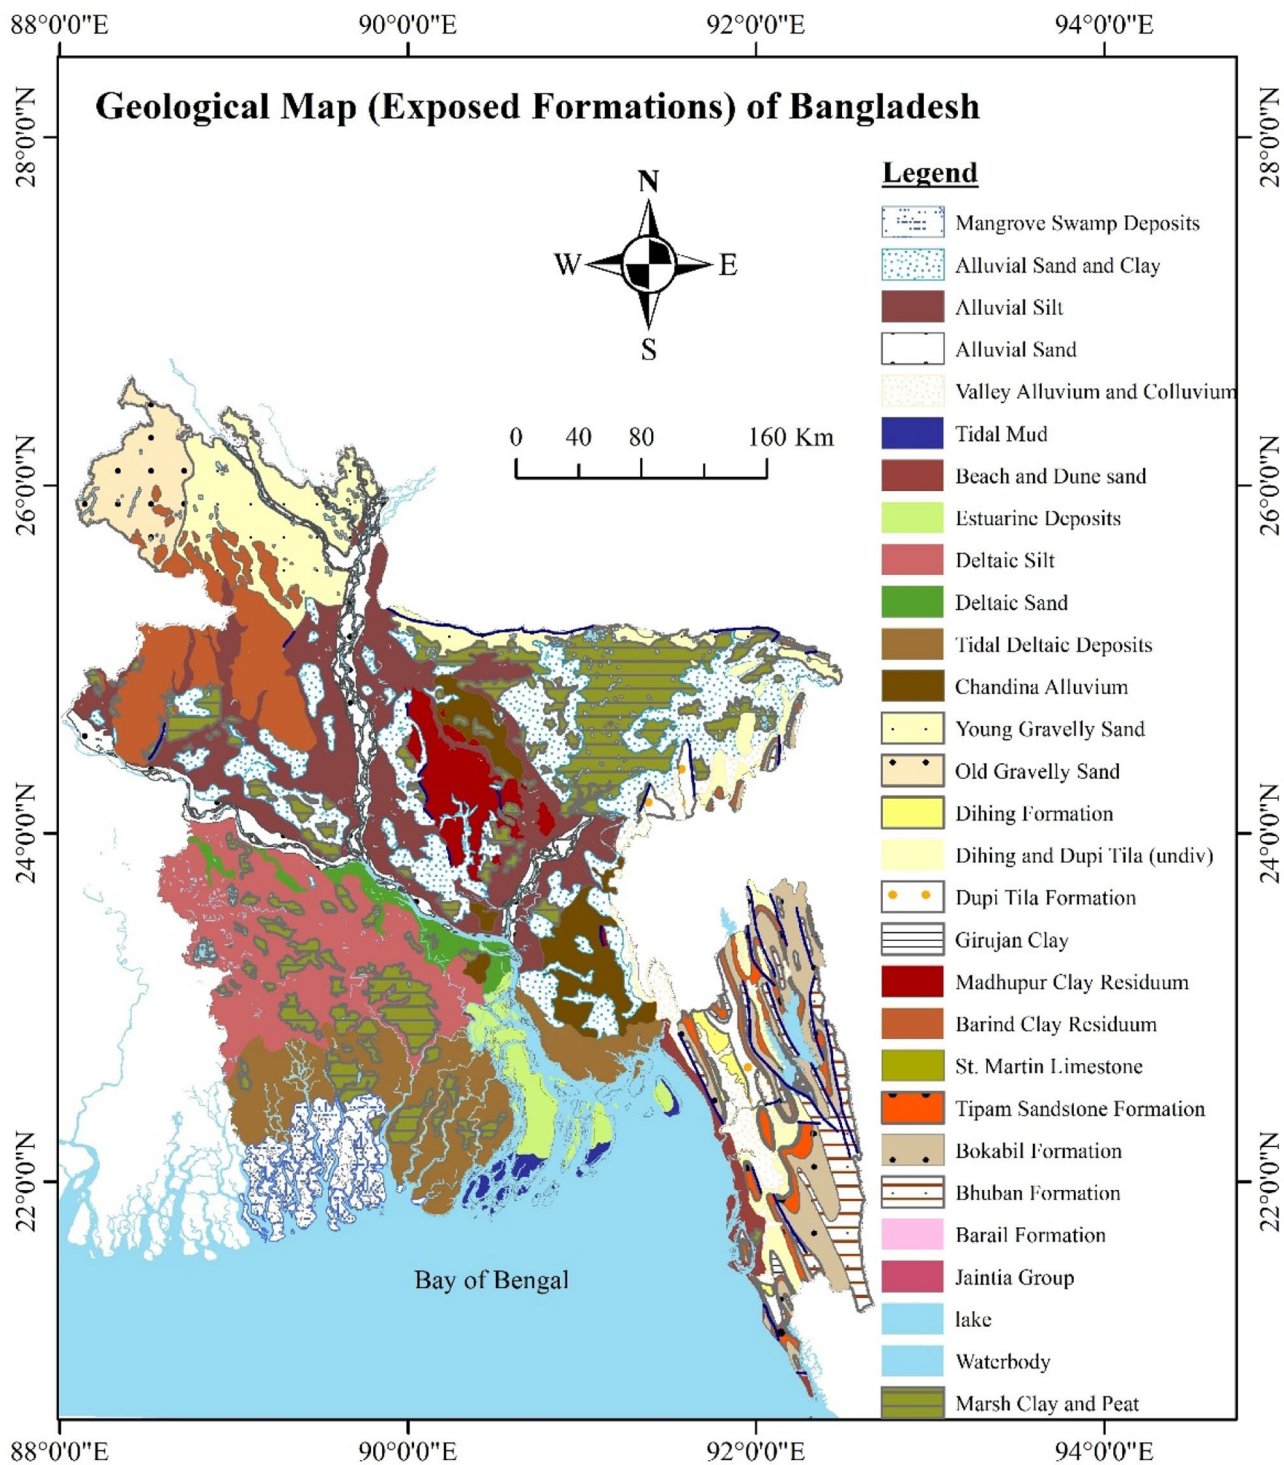 88°0'0"E 90°0'0"E 92°0'0"E 94°0'0"E
Geological Map (Exposed Formations) of Bangladesh
28°0'0"N 28°0'0"N
Legend
N
W E
S
Mangrove Swamp Deposits
Alluvial Sand and Clay
Alluvial Silt
Alluvial Sand
Valley Alluvium and Colluvium
Tidal Mud
0 40 80 160 Km
Beach and Dune sand
26°0'0"N 26°0'0"N
Estuarine Deposits
Deltaic Silt
Deltaic Sand
Tidal Deltaic Deposits
Chandina Alluvium
Young Gravelly Sand
Old Gravelly Sand
Dihing Formation
24°0'0"N 24°0'0"N
Dihing and Dupi Tila (undiv)
Dupi Tila Formation
Girujan Clay
Madhupur Clay Residuum
Barind Clay Residuum
St. Martin Limestone
Tipam Sandstone Formation
Bokabil Formation
22°0'0"N 22°0'0"N
Bhuban Formation
Barail Formation
Bay of Bengal
Jaintia Group
lake
Waterbody
Marsh Clay and Peat
88°0'0"E 90°0'0"E 92°0'0"E 94°0'0"E